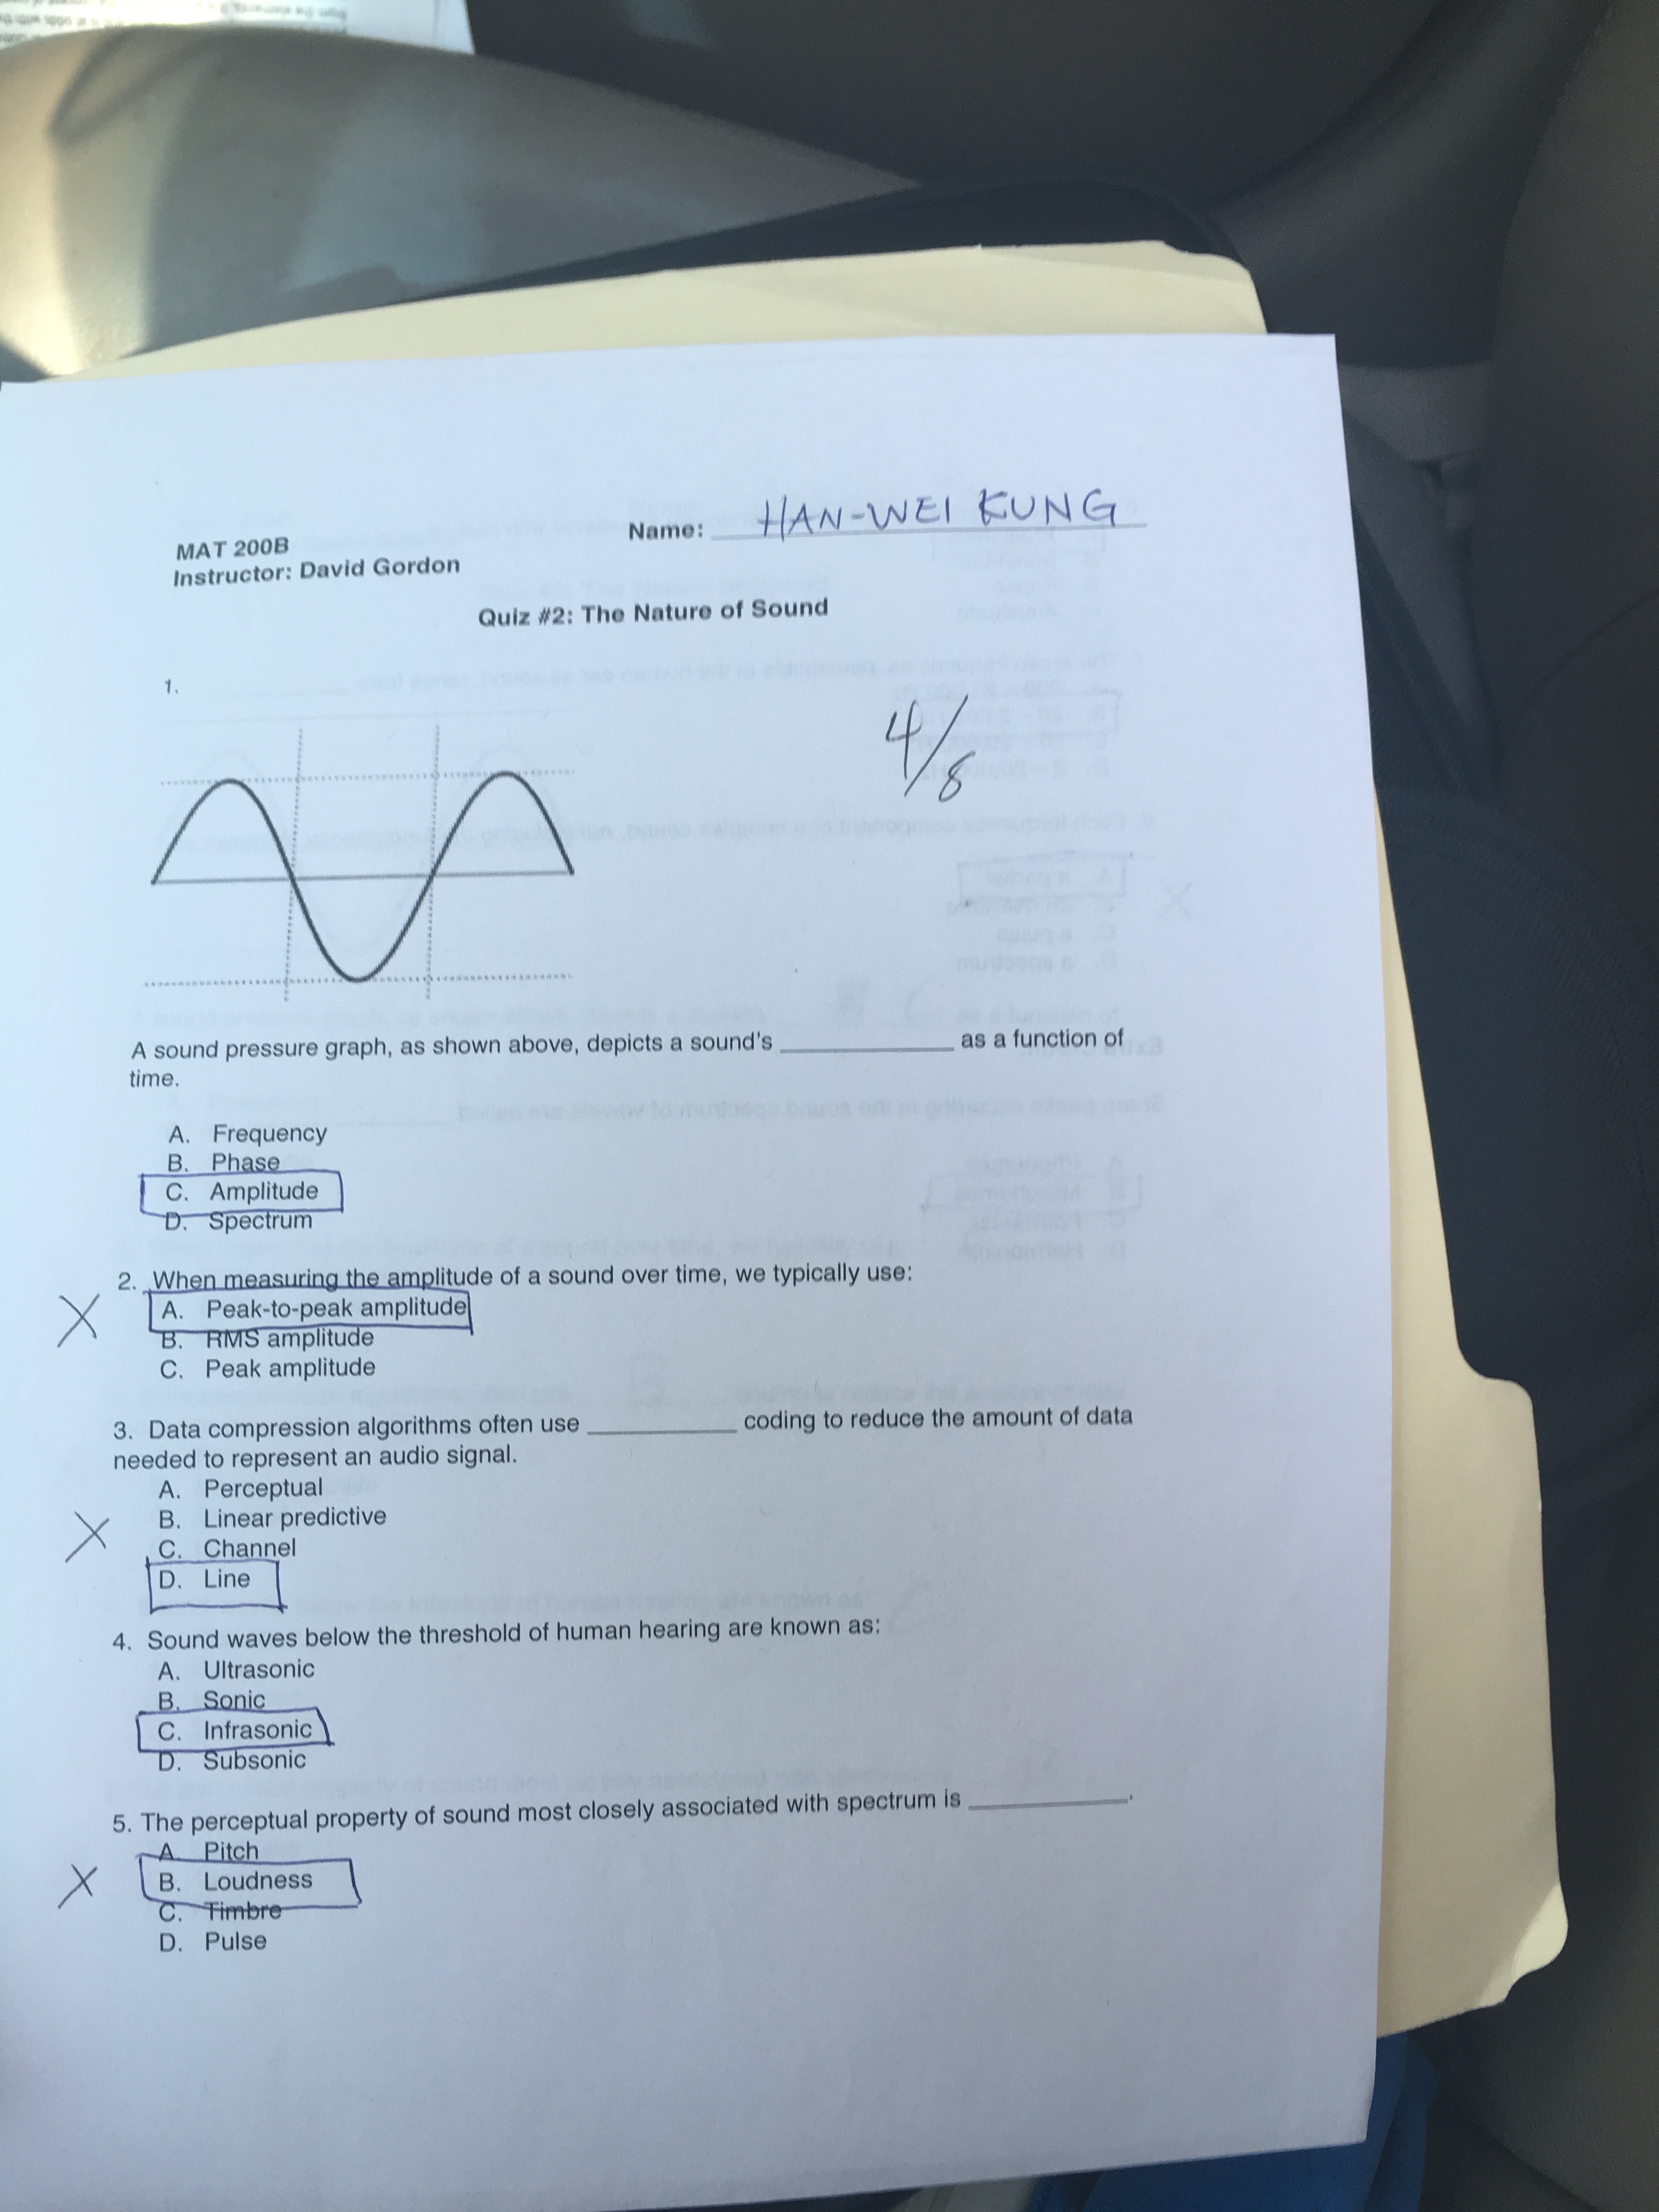 Name: HAN-WEI KUNG
MAT 200B
Instructor: David Gordon
Quiz #2: The Nature of Sound
1.
4/8
A sound pressure graph, as shown above, depicts a sound's ____________ as a function of
time.
A. Frequency
B. Phase
C. Amplitude
D. Spectrum
2. When measuring the amplitude of a sound over time, we typically use:
X
A. Peak-to-peak amplitude
B. RMS amplitude
C. Peak amplitude
3. Data compression algorithms often use ____________ coding to reduce the amount of data
needed to represent an audio signal.
A. Perceptual
B. Linear predictive
X
C. Channel
D. Line
4. Sound waves below the threshold of human hearing are known as:
A. Ultrasonic
B. Sonic
C. Infrasonic
D. Subsonic
5. The perceptual property of sound most closely associated with spectrum is ____________.
A. Pitch
X
B. Loudness
C. Timbre
D. Pulse